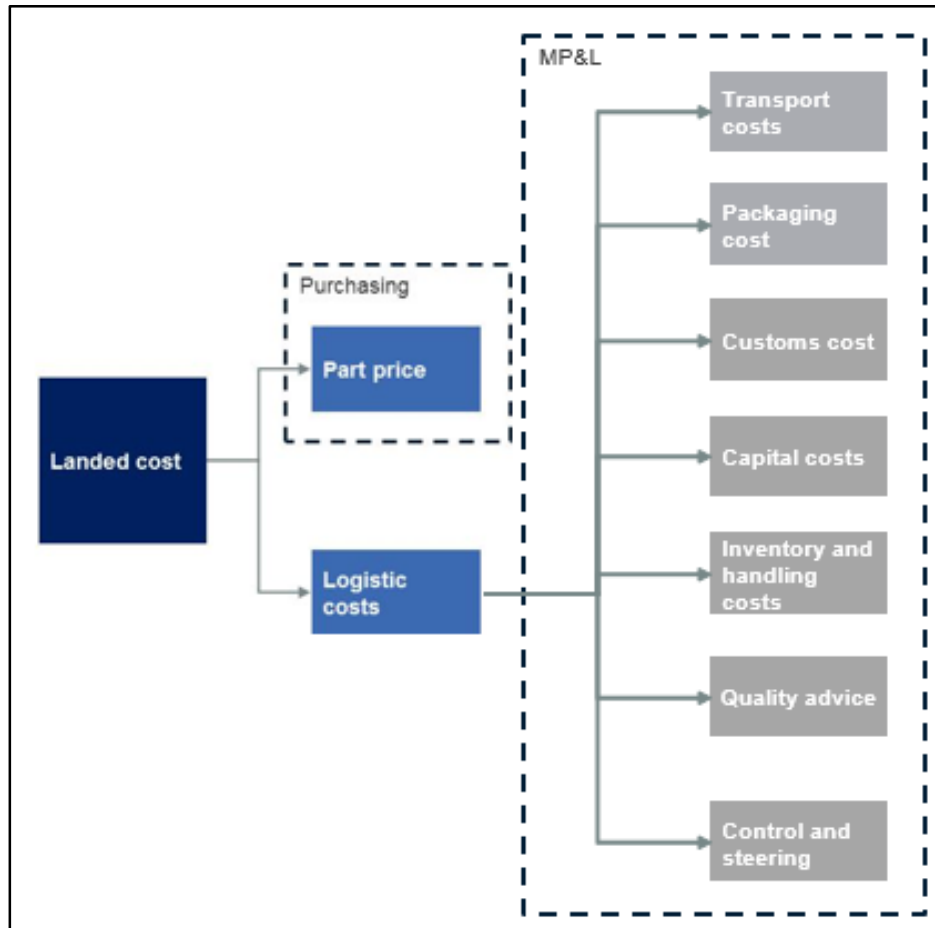 MP&L
Transport
costs
Packaging
cost
Purchasing
Part price
Customs cost
Landed cost
Capital costs
Logistic
costs
Inventory and
handling
costs
Quality advice
Control and
steering